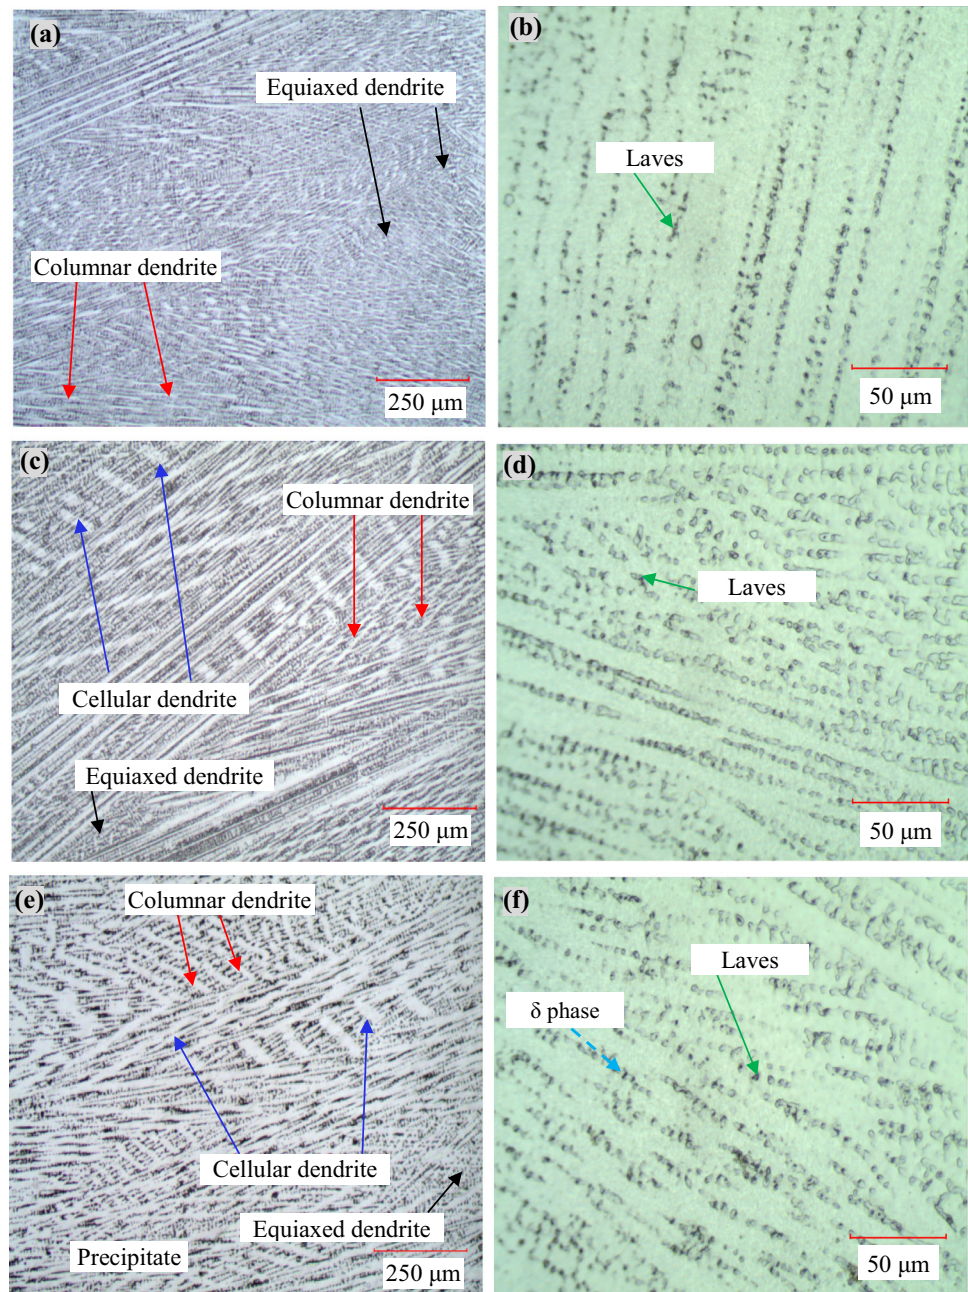 (a)
Equiaxed dendrite
Columnar dendrite
250 μm
(b)
Laves
50 μm
(c)
Columnar dendrite
Cellular dendrite
Equiaxed dendrite
250 μm
(d)
Laves
50 μm
(e)
Columnar dendrite
Cellular dendrite
Equiaxed dendrite
Precipitate
250 μm
(f)
Laves
δ phase
50 μm